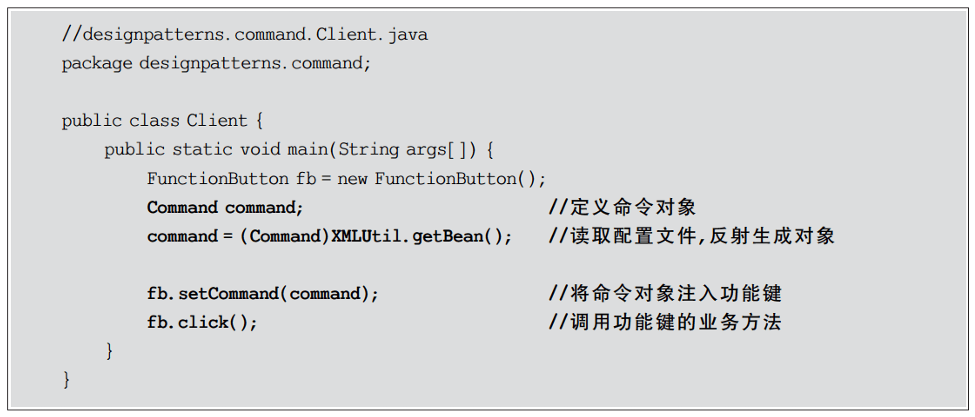 //designpatterns.command.Client.java
package designpatterns.command;
public class Client {
public static void main(String args[]) {
FunctionButton fb = new FunctionButton();
Command command; //定义命令对象
command = (Command)XMLUtil.getBean(); //读取配置文件,反射生成对象
fb.setCommand(command); //将命令对象注入功能键
fb.click(); //调用功能键的业务方法
}
}